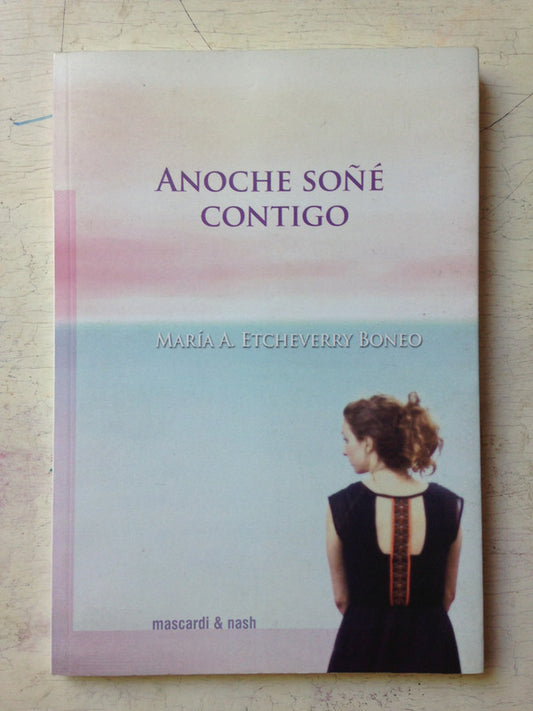 ANOCHE SOÑÉ
CONTIGO
MARÍA A. ETCHEVERRY BONEO
mascardi & nash